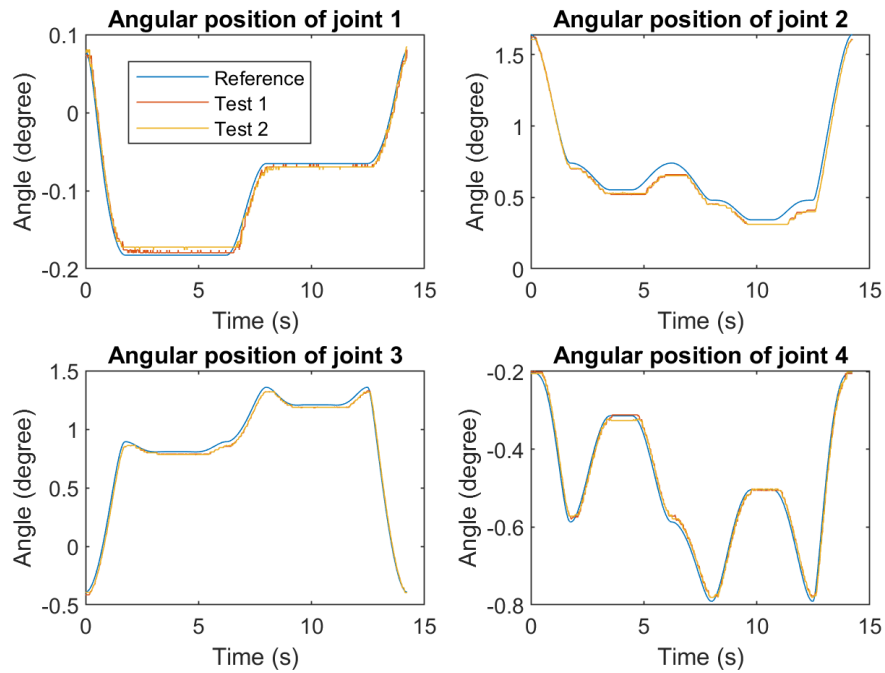 Angular position of joint 1
Angle (degree)
0.1
0
-0.1
-0.2
Reference
Test 1
Test 2
0
5
10
15
Time (s)
Angular position of joint 2
Angle (degree)
1.5
1
0.5
0
0
5
10
15
Time (s)
Angular position of joint 3
Angle (degree)
1.5
1
0.5
0
-0.5
0
5
10
15
Time (s)
Angular position of joint 4
Angle (degree)
-0.2
-0.4
-0.6
-0.8
0
5
10
15
Time (s)